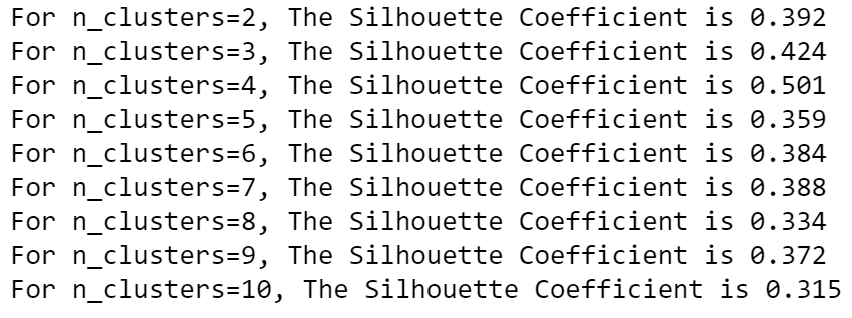 For n_clusters=2, The Silhouette Coefficient is 0.392
For n_clusters=3, The Silhouette Coefficient is 0.424
For n_clusters=4, The Silhouette Coefficient is 0.501
For n_clusters=5, The Silhouette Coefficient is 0.359
For n_clusters=6, The Silhouette Coefficient is 0.384
For n_clusters=7, The Silhouette Coefficient is 0.388
For n_clusters=8, The Silhouette Coefficient is 0.334
For n_clusters=9, The Silhouette Coefficient is 0.372
For n_clusters=10, The Silhouette Coefficient is 0.315